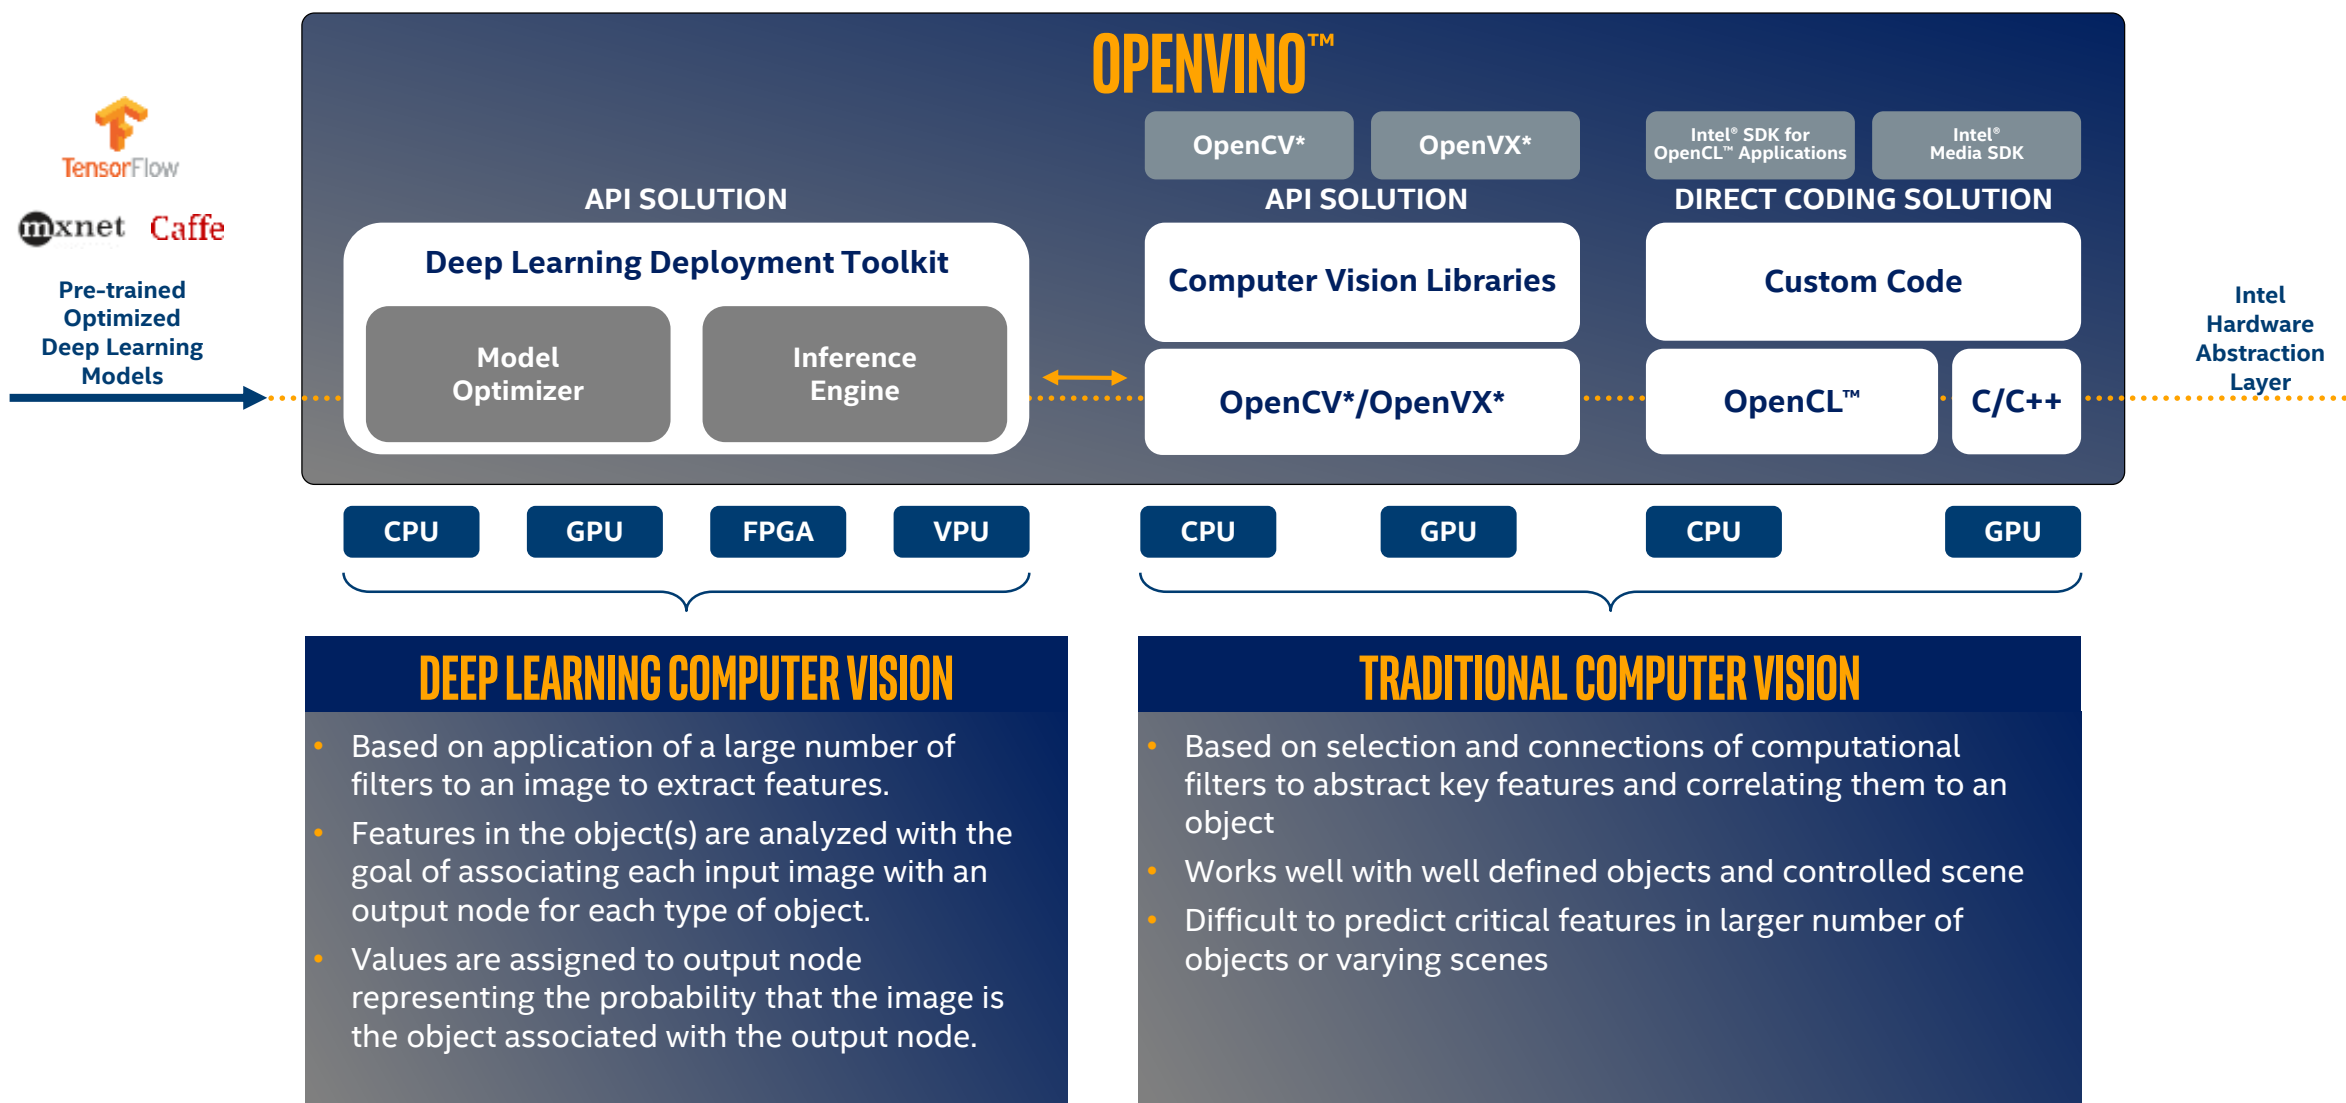 OPENVINO™
TensorFlow
mxnet
Caffe
Pre-trained
Optimized
Deep Learning
Models
API SOLUTION
Deep Learning Deployment Toolkit
Model
Optimizer
Inference
Engine
OpenCV*
OpenVX*
API SOLUTION
Computer Vision Libraries
OpenCV*/OpenVX*
Intel® SDK for
OpenCL™ Applications
Intel®
Media SDK
DIRECT CODING SOLUTION
Custom Code
OpenCL™
C/C++
Intel
Hardware
Abstraction
Layer
CPU
GPU
FPGA
VPU
CPU
GPU
CPU
GPU
DEEP LEARNING COMPUTER VISION
• Based on application of a large number of
filters to an image to extract features.
• Features in the object(s) are analyzed with the
goal of associating each input image with an
output node for each type of object.
• Values are assigned to output node
representing the probability that the image is
the object associated with the output node.
TRADITIONAL COMPUTER VISION
• Based on selection and connections of computational
filters to abstract key features and correlating them to an
object
• Works well with well defined objects and controlled scene
• Difficult to predict critical features in larger number of
objects or varying scenes